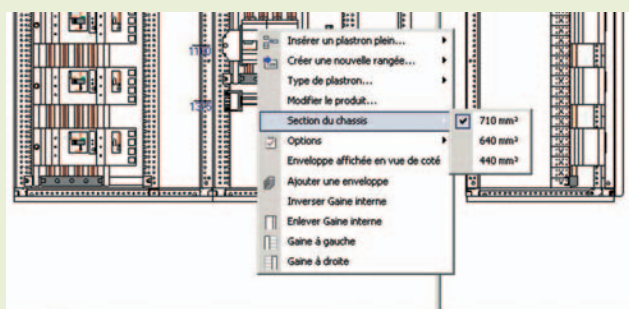 Insérer un plastron plein...
Créer une nouvelle rangée...
Type de plastron...
Modifier le produit...
Section du chassis
710 mm²
640 mm²
440 mm²
Options
Enveloppe affichée en vue de coté
Ajouter une enveloppe
Inverser Gaine interne
Enlever Gaine interne
Gaine à gauche
Gaine à droite